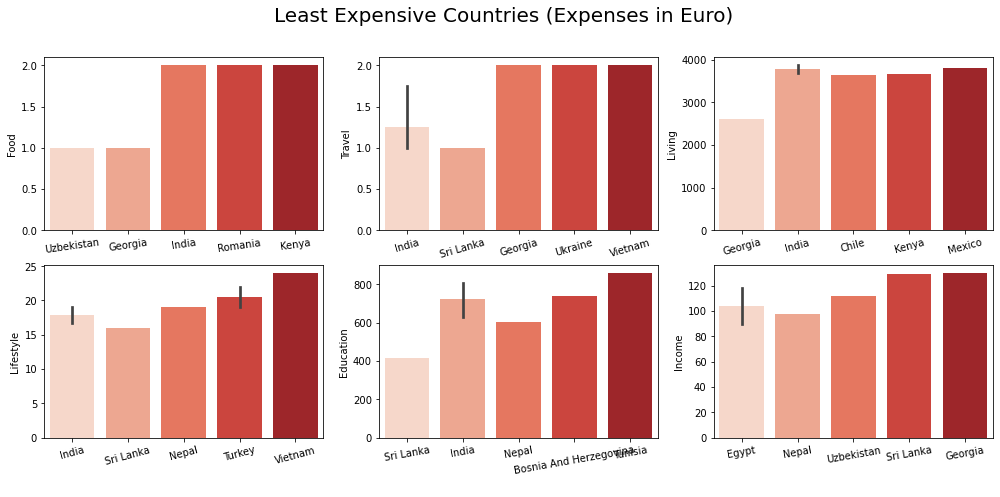 Least Expensive Countries (Expenses in Euro)
Food
2.0
1.5
1.0
0.5
0.0
Uzbekistan Georgia India Romania Kenya
Travel
2.0
1.5
1.0
0.5
0.0
India Sri Lanka Georgia Ukraine Vietnam
Living
4000
3000
2000
1000
0
Georgia India Chile Kenya Mexico
Lifestyle
25
20
15
10
5
0
India Sri Lanka Nepal Turkey Vietnam
Education
800
600
400
200
0
Sri Lanka India Nepal Bosnia And Herzegovina Tunisia
Income
120
100
80
60
40
20
0
Egypt Nepal Uzbekistan Sri Lanka Georgia